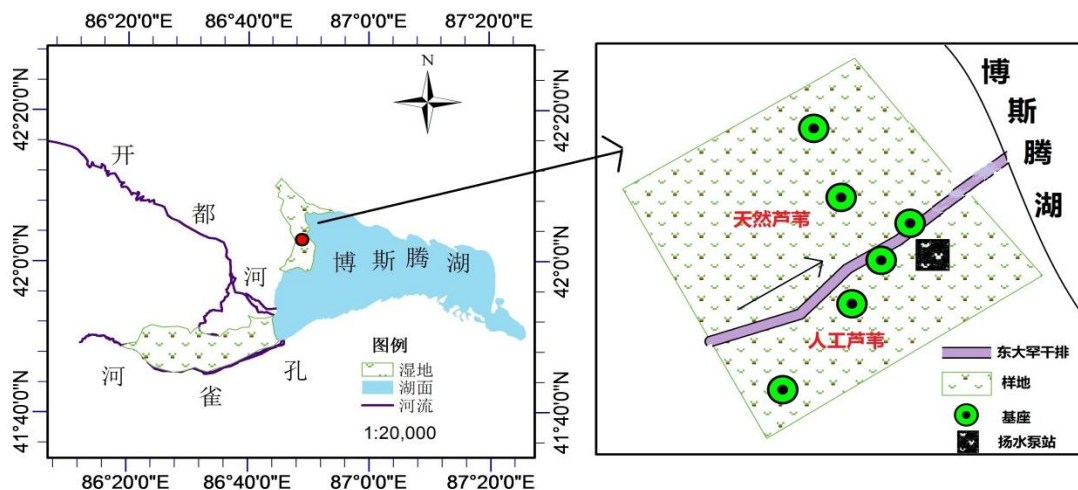 86°20'0"E 86°40'0"E 87°0'0"E 87°20'0"E
42°20'0"N
42°0'0"N
41°40'0"N
N
开
都
河
博斯腾湖
河
雀
孔
图例
湿地
湖面
河流
1:20,000
86°20'0"E 86°40'0"E 87°0'0"E 87°20'0"E
42°20'0"N
42°0'0"N
41°40'0"N
博
斯
腾
湖
天然芦苇
人工芦苇
东大罕干排
样地
基座
扬水泵站